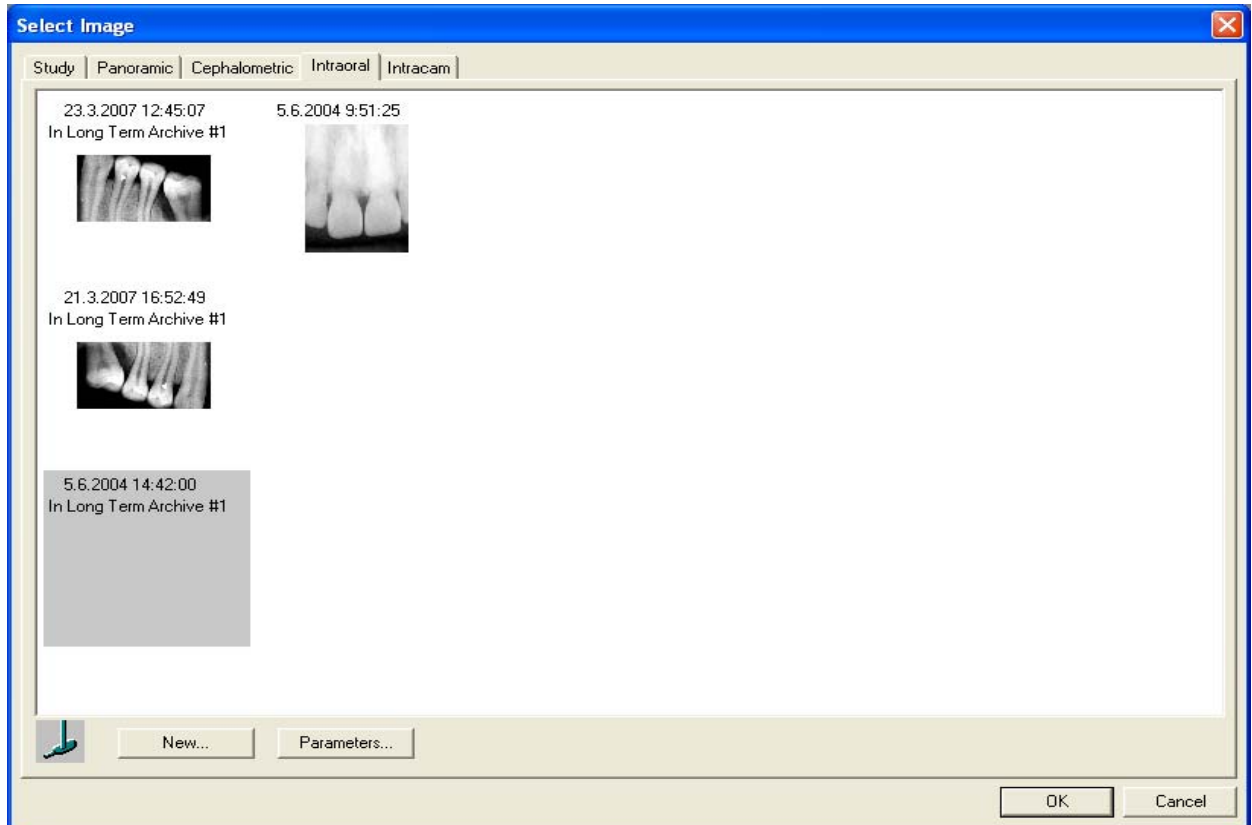 Select Image
Study Panoramic Cephalometric Intraoral Intracam
23.3.2007 12:45:07
In Long Term Archive #1
5.6.2004 9:51:25
21.3.2007 16:52:49
In Long Term Archive #1
5.6.2004 14:42:00
In Long Term Archive #1
New... Parameters...
OK Cancel